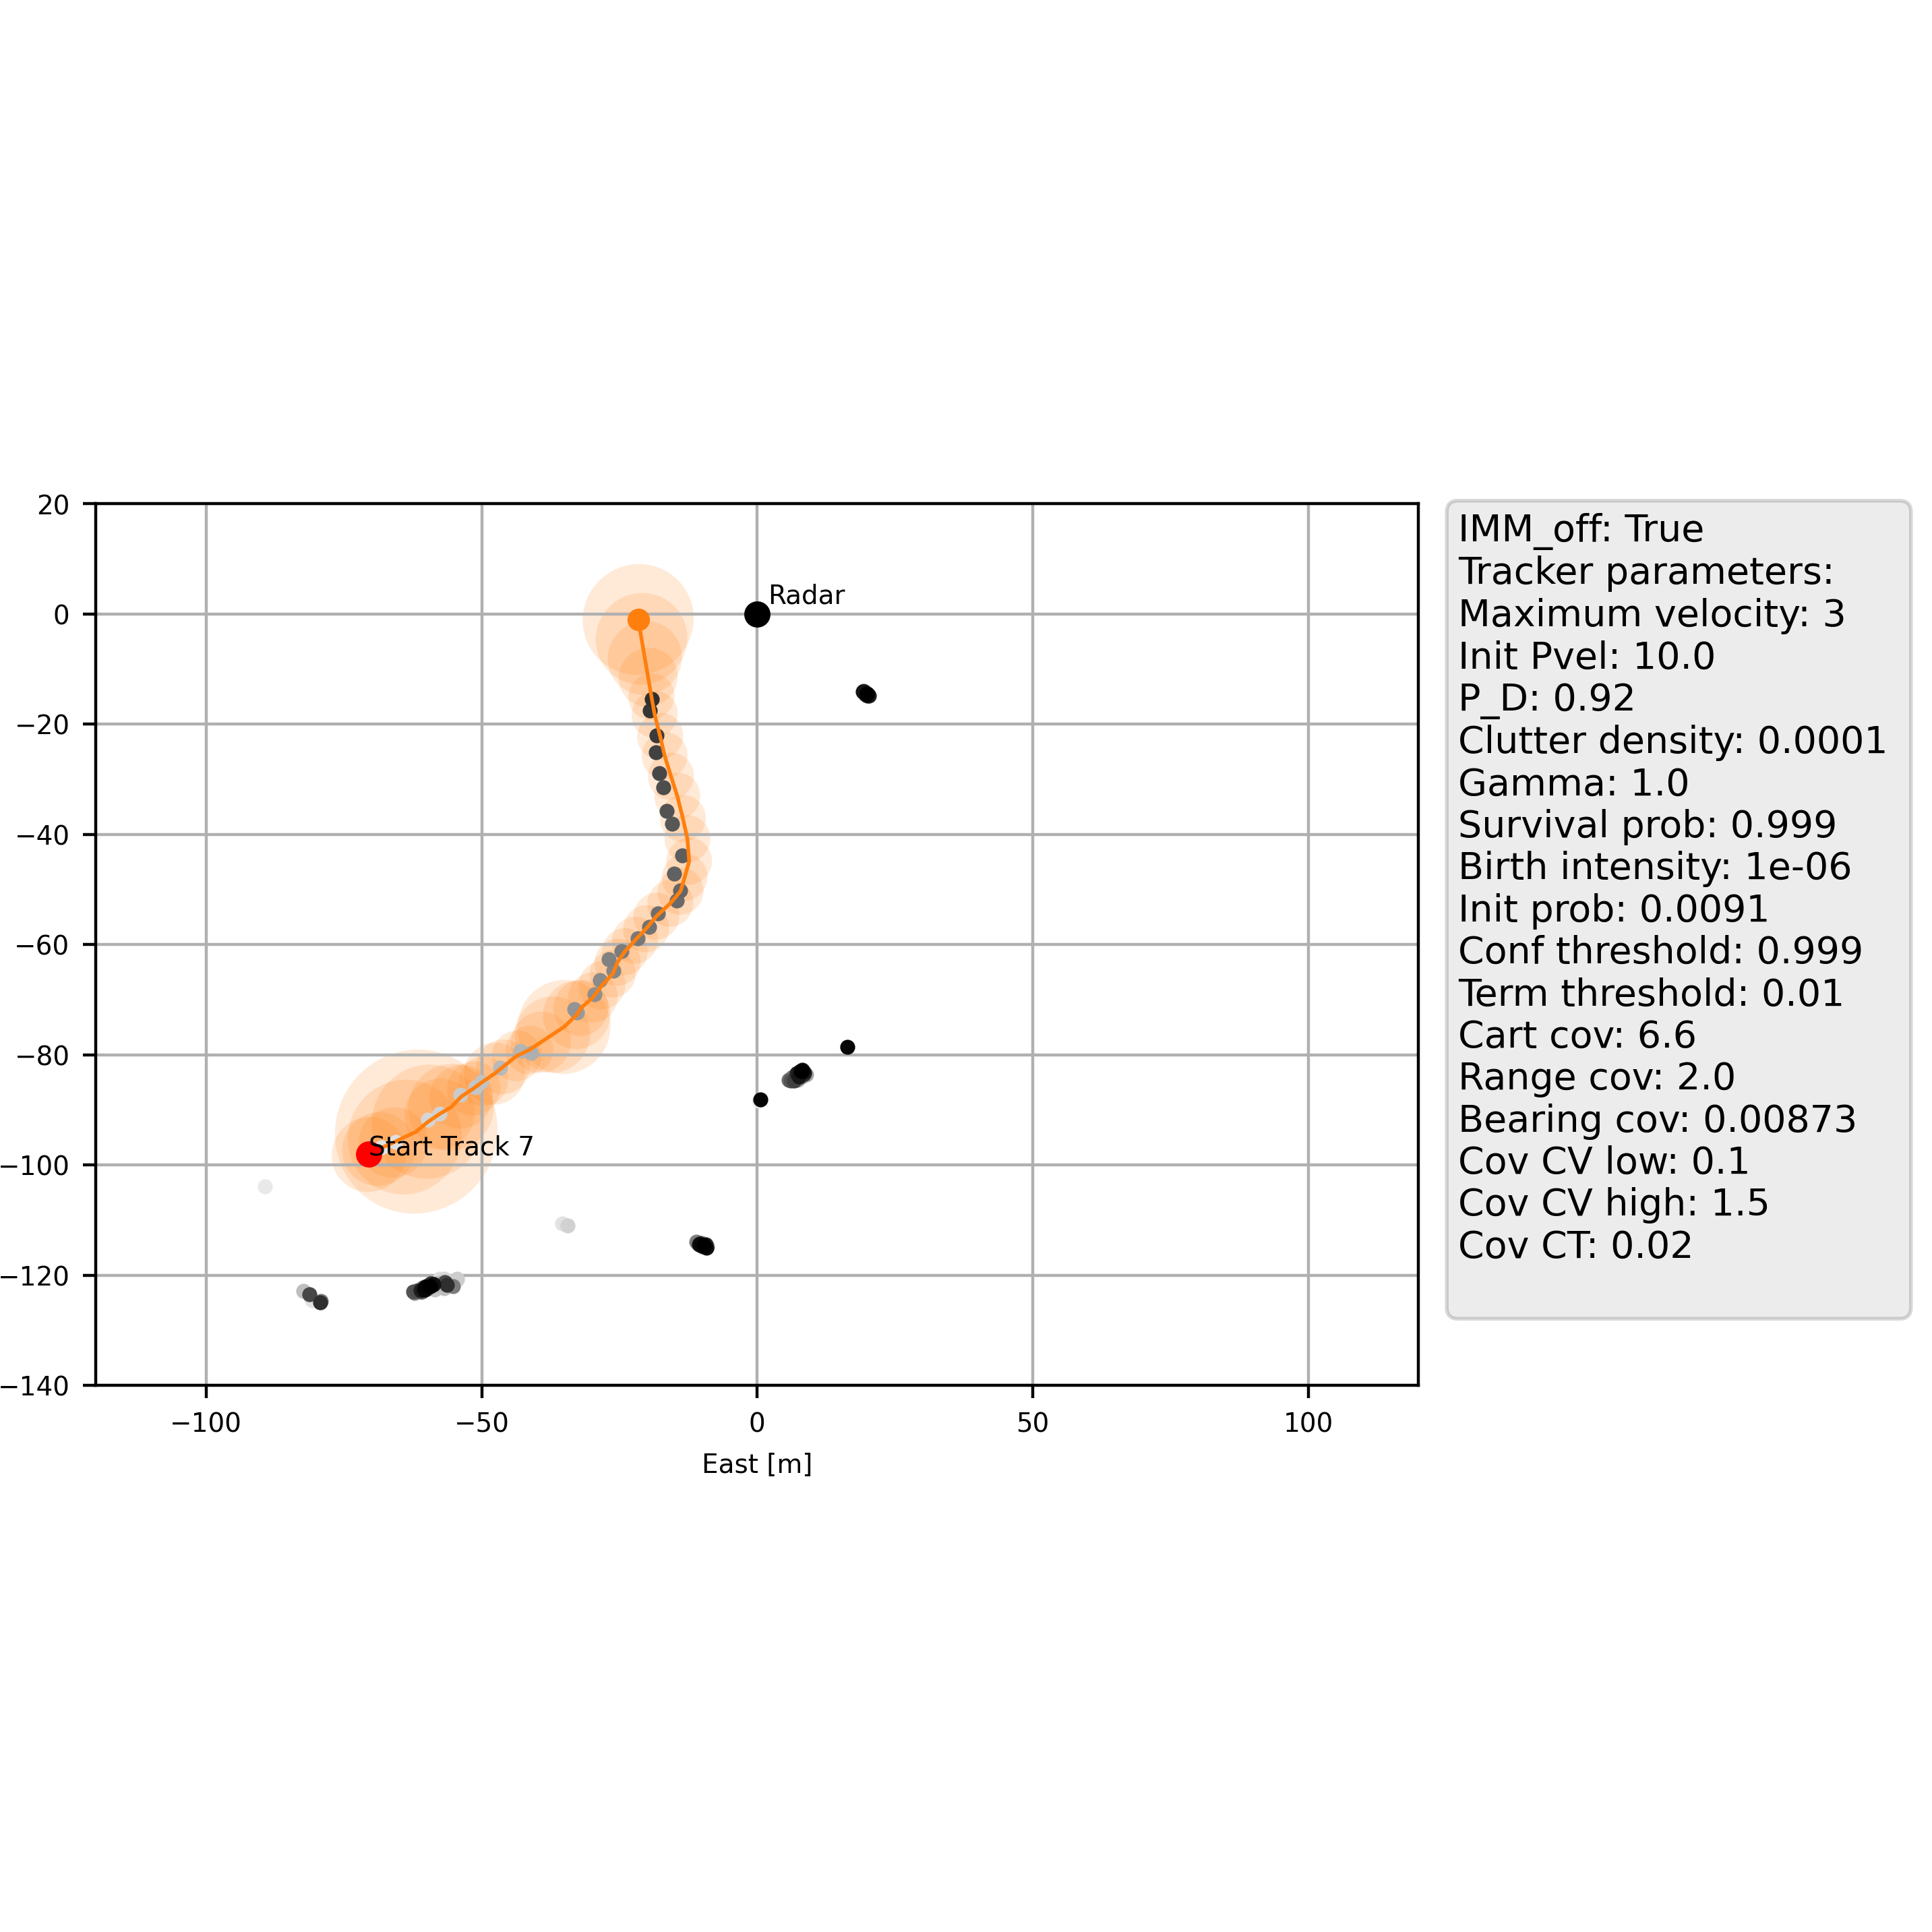 20
0
−20
−40
−60
−80
−100
−120
−140
−100
−50
0
50
100
East [m]
Radar
Start Track 7
IMM_off: True
Tracker parameters:
Maximum velocity: 3
Init Pvel: 10.0
P_D: 0.92
Clutter density: 0.0001
Gamma: 1.0
Survival prob: 0.999
Birth intensity: 1e-06
Init prob: 0.0091
Conf threshold: 0.999
Term threshold: 0.01
Cart cov: 6.6
Range cov: 2.0
Bearing cov: 0.00873
Cov CV low: 0.1
Cov CV high: 1.5
Cov CT: 0.02